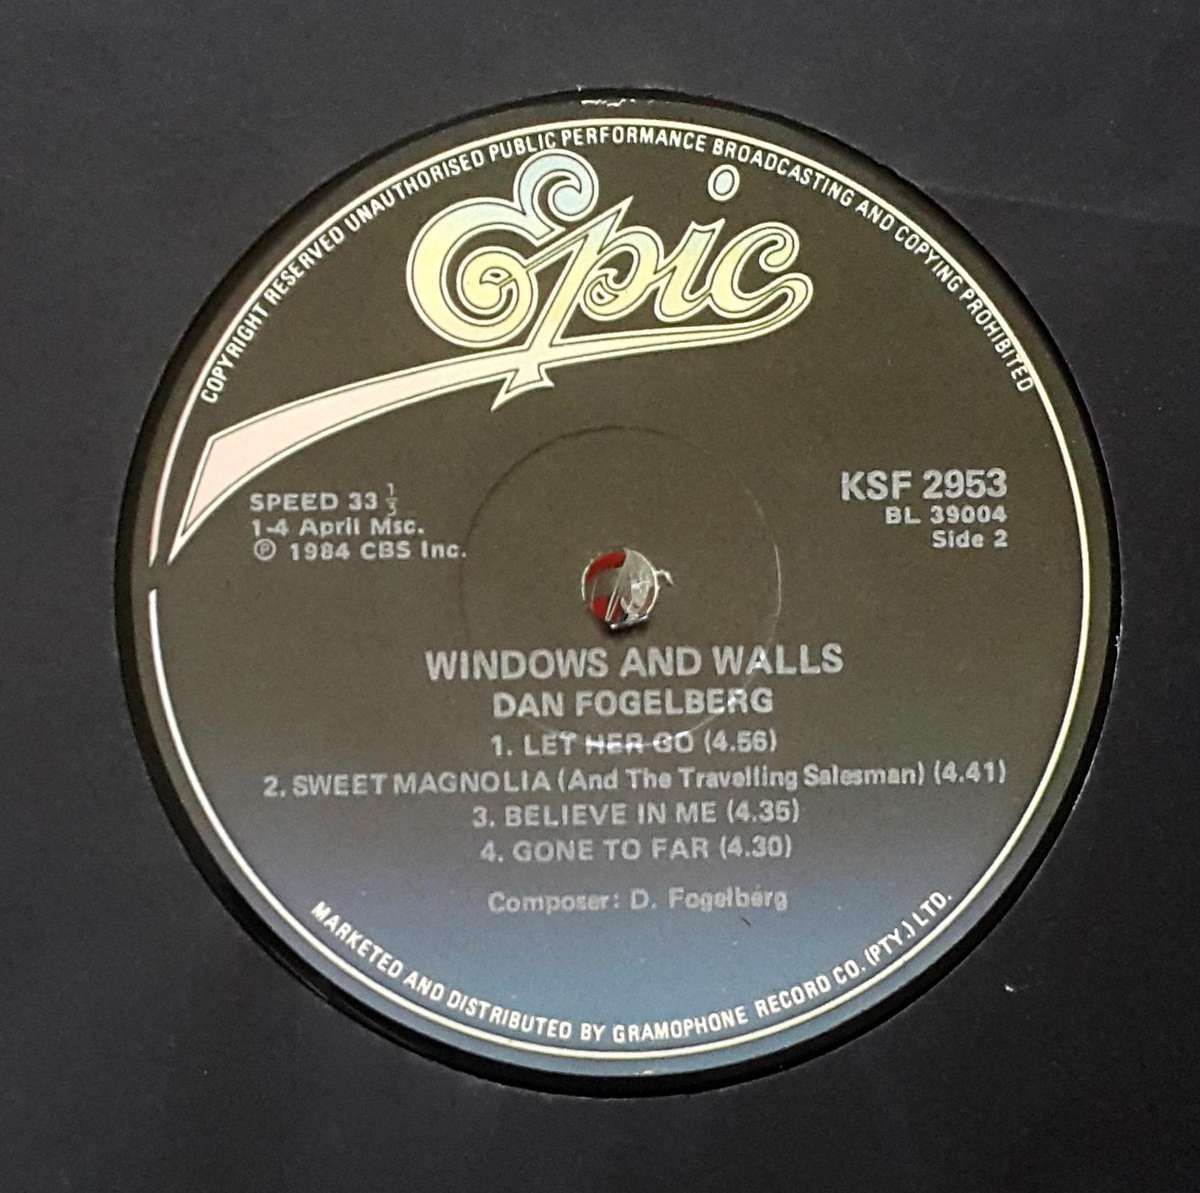 COPYRIGHT RESERVED UNAUTHORISED PUBLIC PERFORMANCE BROADCASTING AND COPYING PROHIBITED
Epic
SPEED 33 1/3
1-4 April Msc.
℗ 1984 CBS Inc.
KSF 2953
BL 39004
Side 2
WINDOWS AND WALLS
DAN FOGELBERG
1. LET HER GO (4.56)
2. SWEET MAGNOLIA (And The Travelling Salesman) (4.41)
3. BELIEVE IN ME (4.35)
4. GONE TO FAR (4.30)
Composer: D. Fogelberg
MARKETED AND DISTRIBUTED BY GRAMOPHONE RECORD CO. (PTY.) LTD.